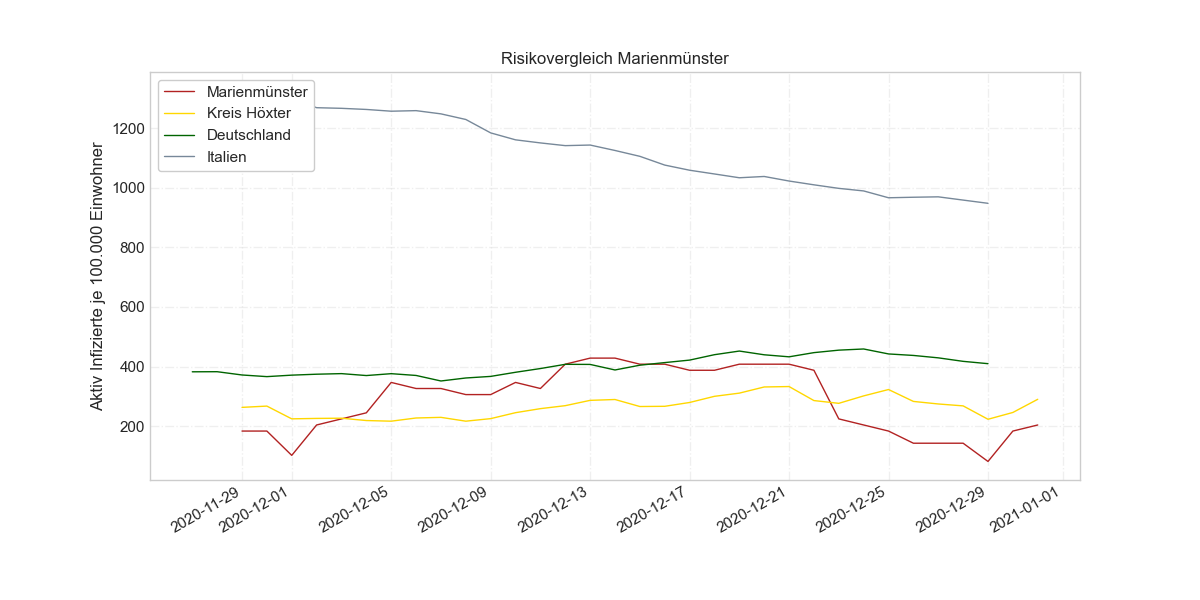 Risikovergleich Marienmünster
Marienmünster
Kreis Höxter
Deutschland
Italien
Aktiv Infizierte je 100.000 Einwohner
1200
1000
800
600
400
200
2020-11-29
2020-12-01
2020-12-05
2020-12-09
2020-12-13
2020-12-17
2020-12-21
2020-12-25
2020-12-29
2021-01-01